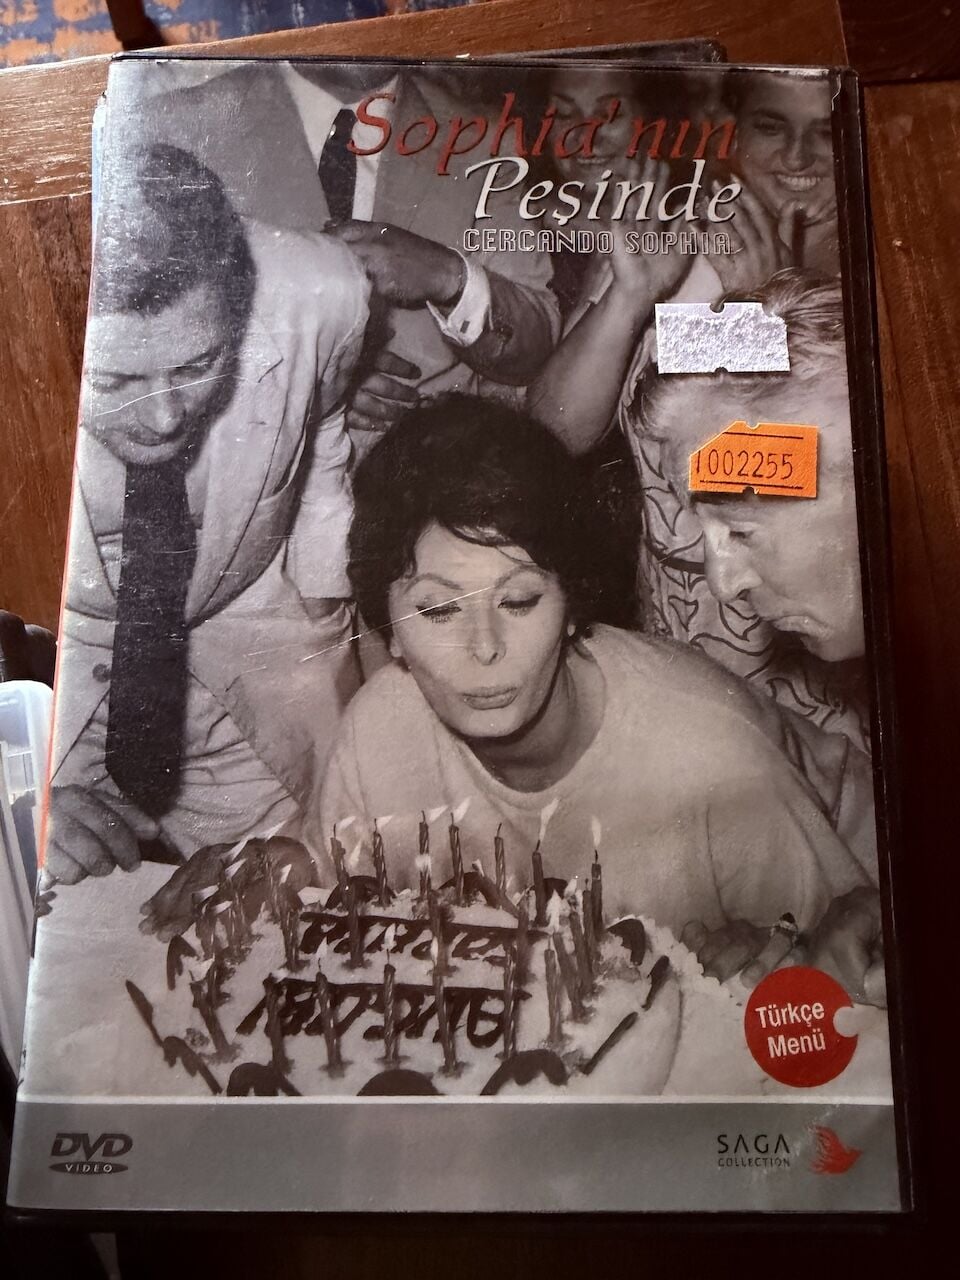 Sophia'nın
Peşinde
CERCANDO SOPHIA
1002255
Türkçe
Menü
DVD
VIDEO
SAGA
COLLECTION